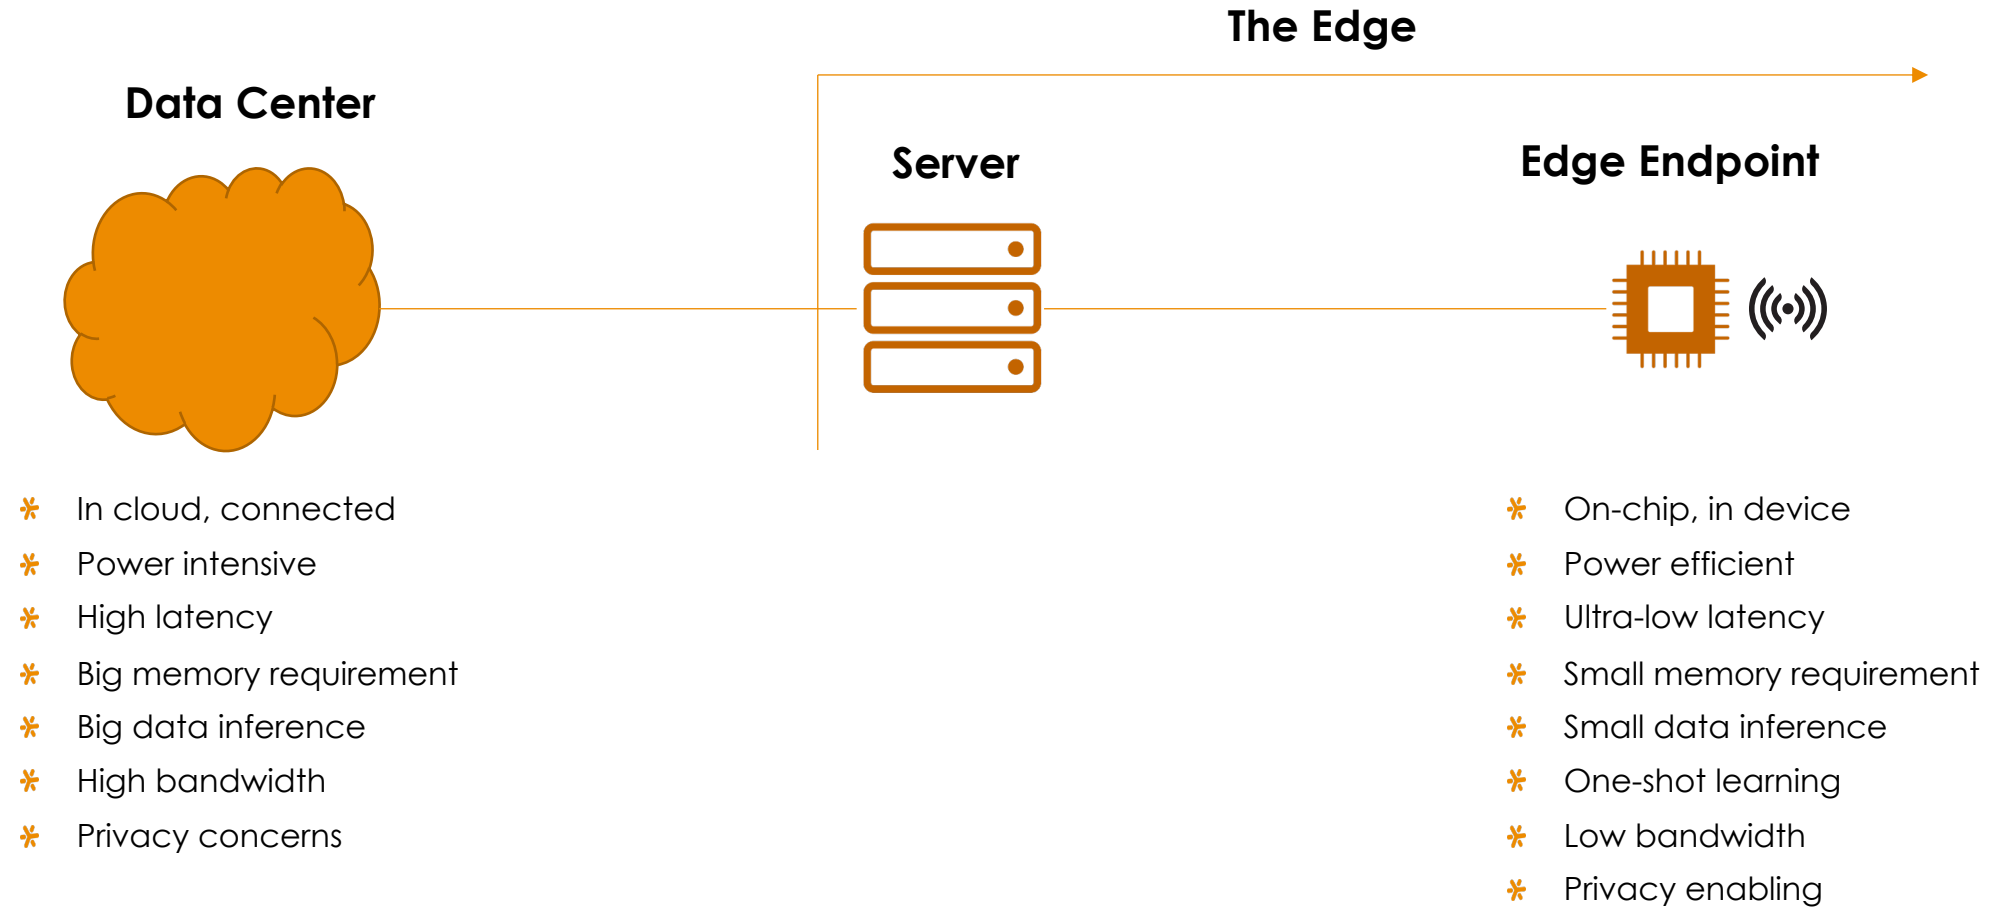 The Edge
Data Center
Server
Edge Endpoint
In cloud, connected
Power intensive
High latency
Big memory requirement
Big data inference
High bandwidth
Privacy concerns
On-chip, in device
Power efficient
Ultra-low latency
Small memory requirement
Small data inference
One-shot learning
Low bandwidth
Privacy enabling